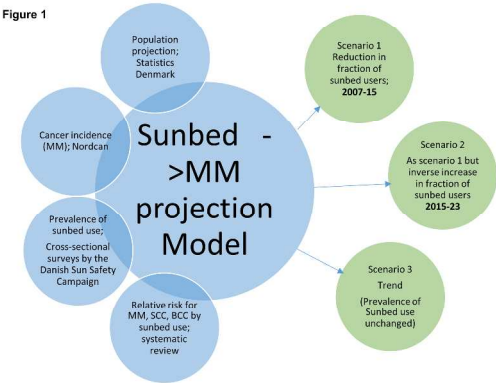 Figure 1
Population
projection;
Statistics
Denmark
Cancer incidence
(MM); Nordcan
Prevalence of
sunbed use;
Cross-sectional
surveys by the
Danish Sun Safety
Campaign
Relative risk for
MM, SCC, BCC by
sunbed use;
systematic
review
Sunbed -
>MM
projection
Model
Scenario 1
Reduction in
fraction of
sunbed users;
2007-15
Scenario 2
As scenario 1 but
inverse increase
in fraction of
sunbed users
2015-23
Scenario 3
Trend
(Prevalence of
Sunbed use
unchanged)